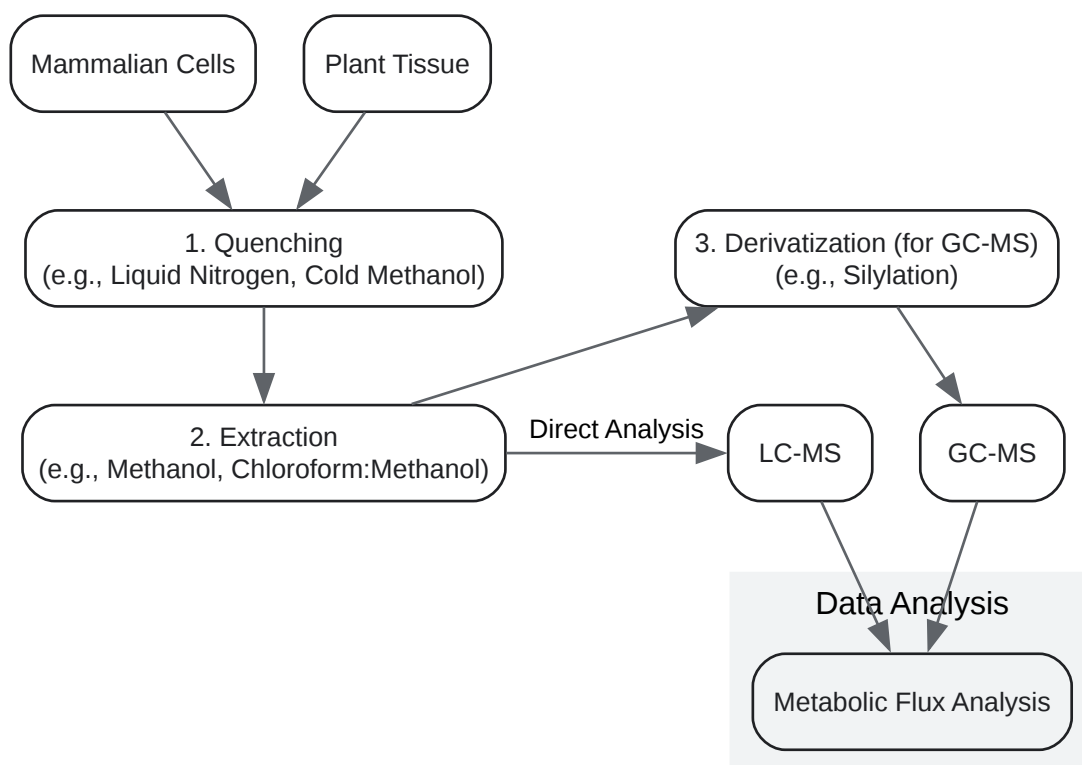 Mammalian Cells
Plant Tissue
1. Quenching
(e.g., Liquid Nitrogen, Cold Methanol)
3. Derivatization (for GC-MS)
(e.g., Silylation)
2. Extraction
(e.g., Methanol, Chloroform:Methanol)
Direct Analysis
LC-MS
GC-MS
Data Analysis
Metabolic Flux Analysis